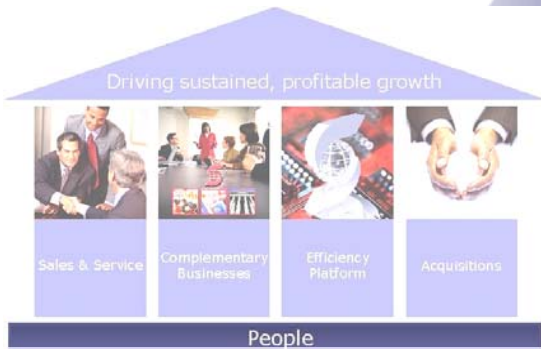 Driving sustained, profitable growth
Sales & Service
Complementary
Businesses
Efficiency
Platform
Acquisitions
People